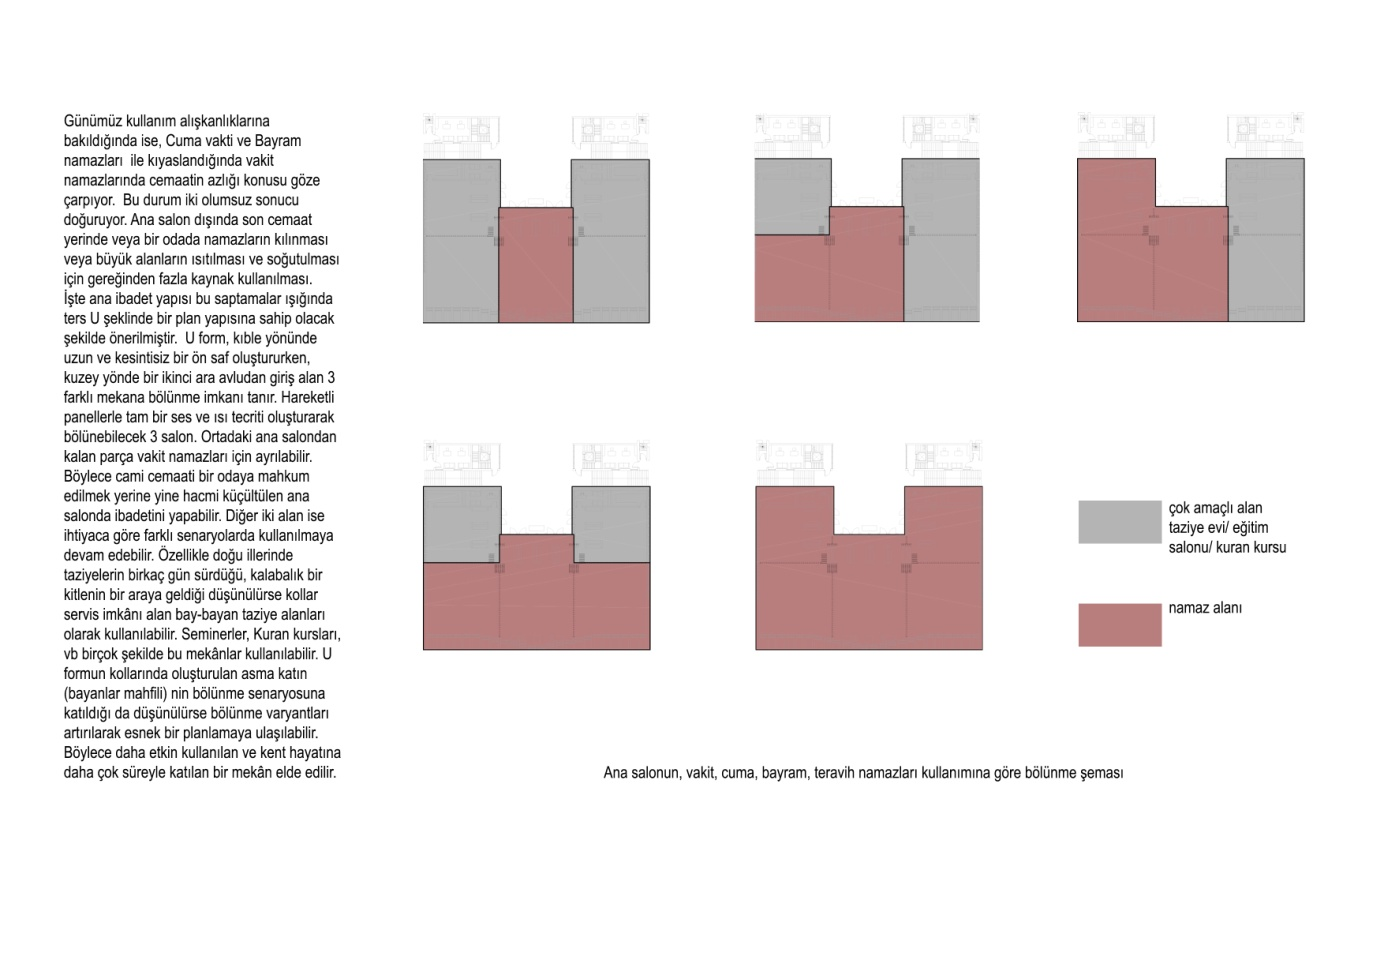 Günümüz kullanım alışkanlıklarına
bakıldığında ise, Cuma vakti ve Bayram
namazları  ile kıyaslandığında vakit
namazlarında cemaatin azlığı konusu göze
çarpıyor.  Bu durum iki olumsuz sonucu
doğuruyor. Ana salon dışında son cemaat
yerinde veya bir odada namazların kılınması
veya büyük alanların ısıtılması ve soğutulması
için gereğinden fazla kaynak kullanılması.
İşte ana ibadet yapısı bu saptamalar ışığında
ters U şeklinde bir plan yapısına sahip olacak
şekilde önerilmiştir.  U form, kıble yönünde
uzun ve kesintisiz bir ön saf oluştururken,
kuzey yönde bir ikinci ara avludan giriş alan 3
farklı mekana bölünme imkanı tanır. Hareketli
panellerle tam bir ses ve ısı tecriti oluşturarak
bölünebilecek 3 salon. Ortadaki ana salondan
kalan parça vakit namazları için ayrılabilir.
Böylece cami cemaati bir odaya mahkum
edilmek yerine yine hacmi küçültülen ana
salonda ibadetini yapabilir. Diğer iki alan ise
ihtiyaca göre farklı senaryolarda kullanılmaya
devam edebilir. Özellikle doğu illerinde
taziyelerin birkaç gün sürdüğü, kalabalık bir
kitlenin bir araya geldiği düşünülürse kollar
servis imkânı alan bay-bayan taziye alanları
olarak kullanılabilir. Seminerler, Kuran kursları,
vb birçok şekilde bu mekânlar kullanılabilir. U
formun kollarında oluşturulan asma katın
(bayanlar mahfili) nin bölünme senaryosuna
katıldığı da düşünülürse bölünme varyantları
artırılarak esnek bir planlamaya ulaşılabilir.
Böylece daha etkin kullanılan ve kent hayatına
daha çok süreyle katılan bir mekân elde edilir.
çok amaçlı alan
taziye evi/ eğitim
salonu/ kuran kursu
namaz alanı
Ana salonun, vakit, cuma, bayram, teravih namazları kullanımına göre bölünme şeması